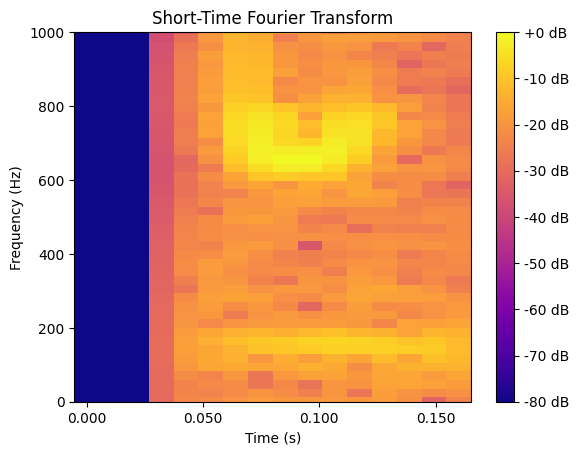 Short-Time Fourier Transform
1000
800
600
400
200
0
Frequency (Hz)
0.000
0.050
0.100
0.150
Time (s)
+0 dB
-10 dB
-20 dB
-30 dB
-40 dB
-50 dB
-60 dB
-70 dB
-80 dB